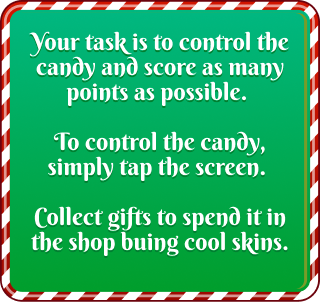 Your task is to control the
candy and score as many
points as possible.
To control the candy,
simply tap the screen.
Collect gifts to spend it in
the shop buing cool skins.